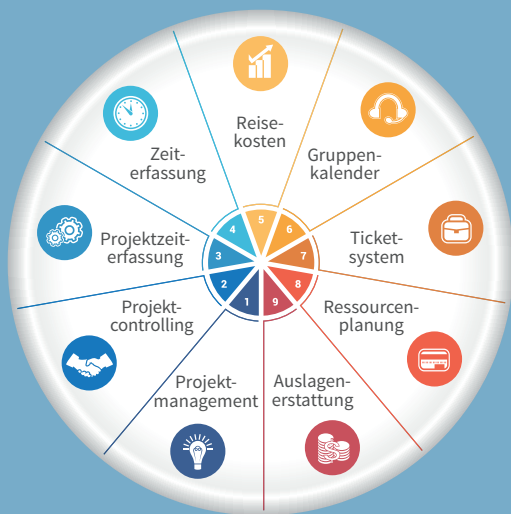 Reise-
kosten
Gruppen-
kalender
Zeit-
erfassung
Ticket-
system
Projektzeit-
erfassung
Ressourcen-
planung
Projekt-
controlling
Projekt-
management
Auslagen-
erstattung
1
2
3
4
5
6
7
8
9